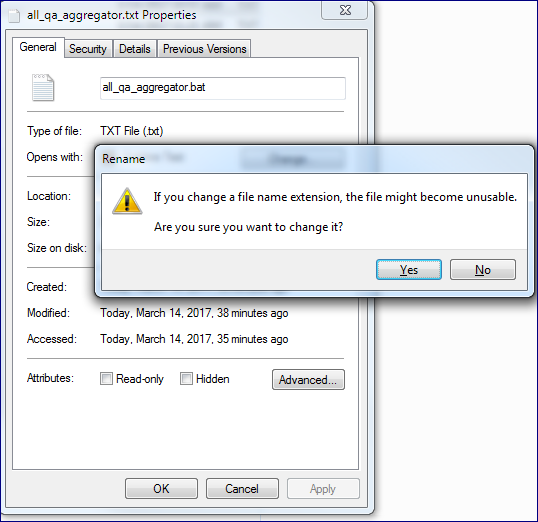 all_qa_aggregator.txt Properties
General Security Details Previous Versions
all_qa_aggregator.bat
Type of file: TXT File (.txt)
Opens with:
Rename
If you change a file name extension, the file might become unusable.
Are you sure you want to change it?
Yes No
Location:
Size:
Size on disk:
Created:
Modified: Today, March 14, 2017, 38 minutes ago
Accessed: Today, March 14, 2017, 35 minutes ago
Attributes: Read-only Hidden Advanced...
OK Cancel Apply